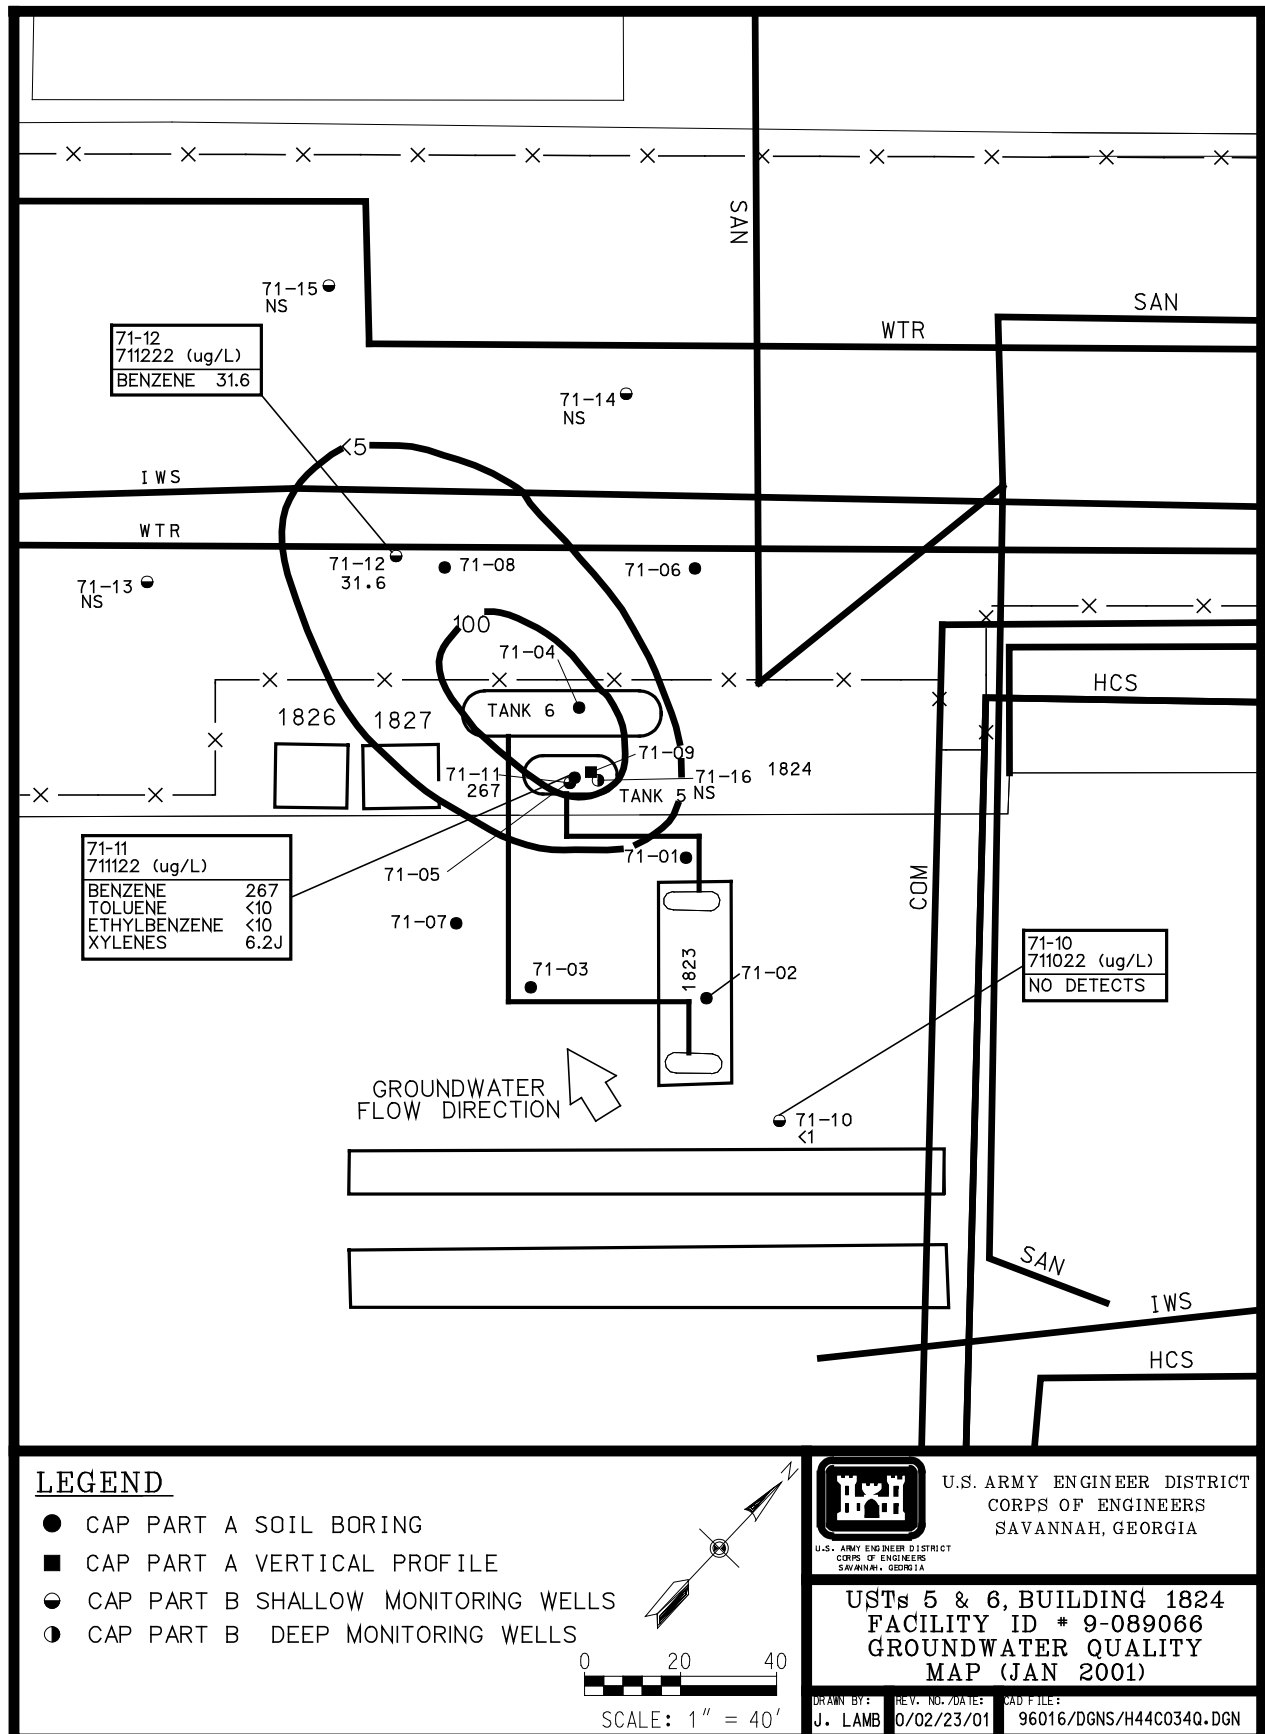 SAN
SAN
WTR
71-15
NS
71-12
711222 (ug/L)
BENZENE 31.6
71-14
NS
<5
IWS
WTR
71-12
31.6
71-08
71-06
71-13
NS
100
71-04
HCS
TANK 6
1826
1827
71-09
71-11
267
71-16
NS
1824
TANK 5
71-11
711122 (ug/L)
BENZENE 267
TOLUENE <10
ETHYLBENZENE <10
XYLENES 6.2J
71-05
71-01
COM
71-07
71-10
711022 (ug/L)
NO DETECTS
71-03
1823
71-02
GROUNDWATER
FLOW DIRECTION
71-10
<1
SAN
IWS
HCS
LEGEND
CAP PART A SOIL BORING
CAP PART A VERTICAL PROFILE
CAP PART B SHALLOW MONITORING WELLS
CAP PART B DEEP MONITORING WELLS
N
0 20 40
SCALE: 1" = 40'
U.S. ARMY ENGINEER DISTRICT
CORPS OF ENGINEERS
SAVANNAH, GEORGIA
U.S. ARMY ENGINEER DISTRICT
CORPS OF ENGINEERS
SAVANNAH, GEORGIA
USTs 5 & 6, BUILDING 1824
FACILITY ID # 9-089066
GROUNDWATER QUALITY
MAP (JAN 2001)
DRAWN BY:
J. LAMB
REV. NO./DATE:
0/02/23/01
CAD FILE:
96016/DGNS/H44C034Q.DGN